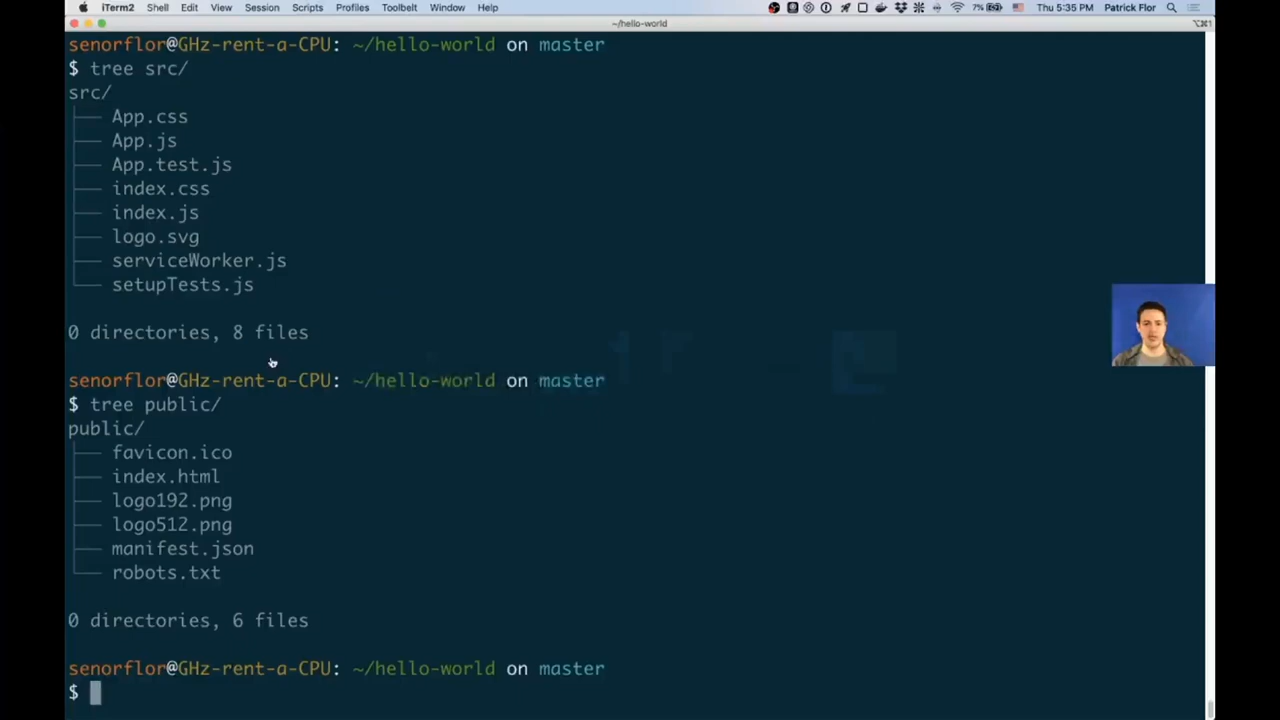 iTerm2 Shell Edit View Session Scripts Profiles Toolbelt Window Help 7% Thu 5:35 PM Patrick Flor
~/hello-world ⌥⌘1
senorflor@GHz-rent-a-CPU: ~/hello-world on master
$ tree src/
src/
├── App.css
├── App.js
├── App.test.js
├── index.css
├── index.js
├── logo.svg
├── serviceWorker.js
└── setupTests.js
0 directories, 8 files
senorflor@GHz-rent-a-CPU: ~/hello-world on master
$ tree public/
public/
├── favicon.ico
├── index.html
├── logo192.png
├── logo512.png
├── manifest.json
└── robots.txt
0 directories, 6 files
senorflor@GHz-rent-a-CPU: ~/hello-world on master
$